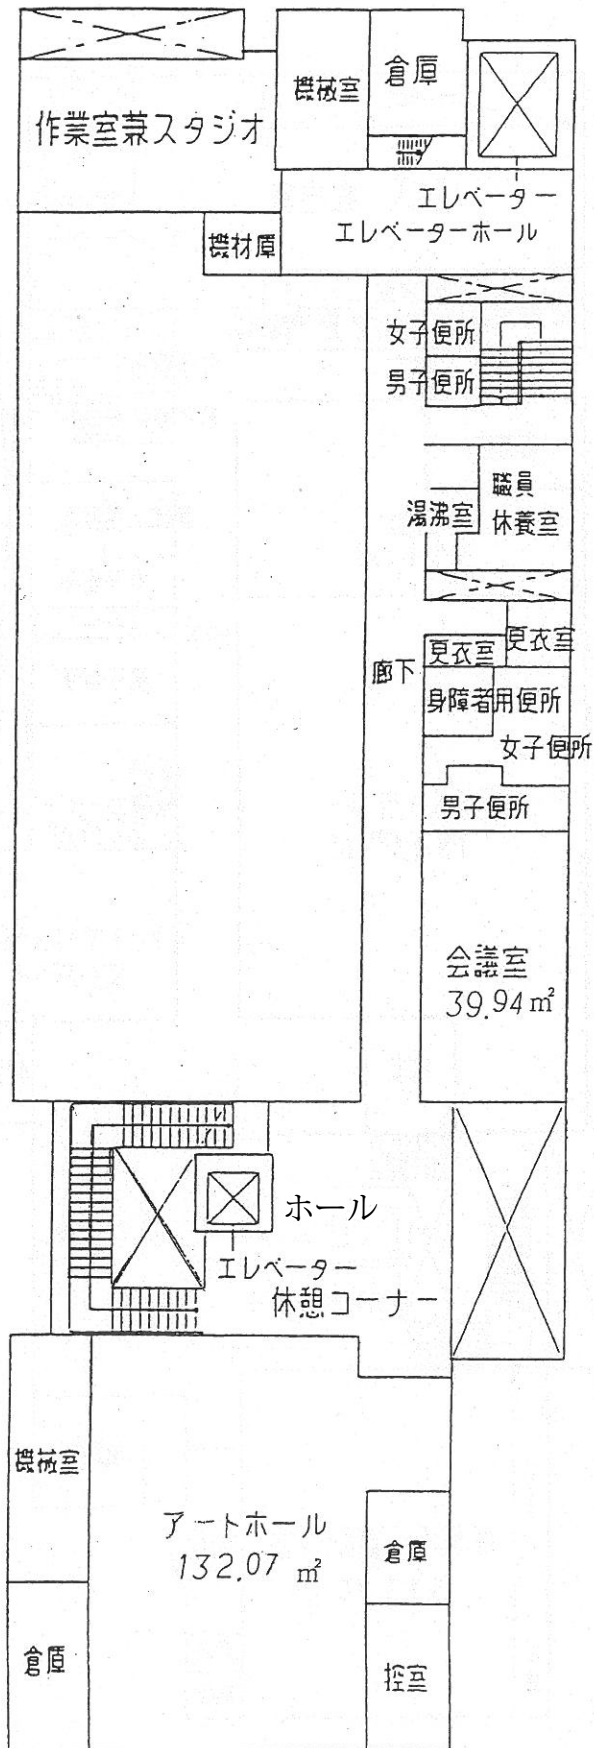 機械室
倉庫
作業室兼スタジオ
エレベーター
エレベーターホール
機材庫
女子便所
男子便所
職員
休養室
湯沸室
更衣室
更衣室
廊下
身障者用便所
女子便所
男子便所
会議室
39.94㎡
ホール
エレベーター
休憩コーナー
機械室
アートホール
132.07 ㎡
倉庫
倉庫
控室